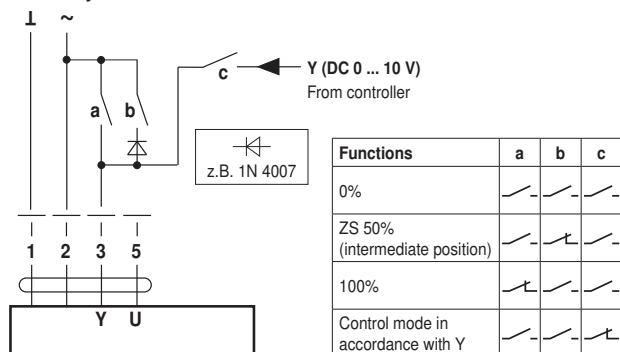 ⊥ ~
a b c
Y (DC 0 ... 10 V)
From controller
z.B. 1N 4007
1 2 3 5
Y U
Functions a b c
0%
ZS 50%
(intermediate position)
100%
Control mode in
accordance with Y